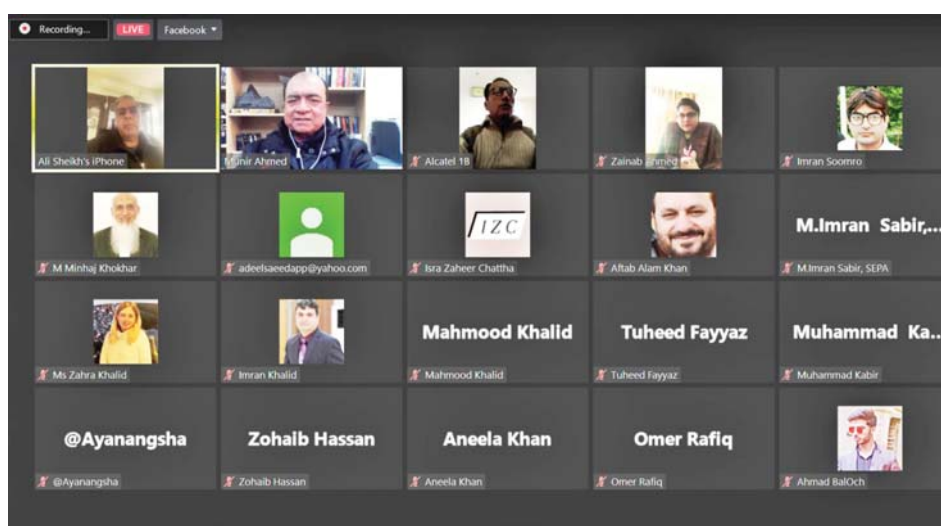 Recording...
LIVE
Facebook
Ali Sheikh's iPhone
Munir Ahmed
Alcatel 1B
Zainab Ahmed
Imran Soomro
M Minhaj Khokhar
adeelsaeedapp@yahoo.com
IZC
Isra Zaheer Chattha
Aftab Alam Khan
M.Imran Sabir,...
M.Imran Sabir, SEPA
Ms Zahra Khalid
Imran Khalid
Mahmood Khalid
Mahmood Khalid
Tuheed Fayyaz
Tuheed Fayyaz
Muhammad Ka..
Muhammad Kabir
@Ayanangsha
@Ayanangsha
Zohaib Hassan
Zohaib Hassan
Aneela Khan
Aneela Khan
Omer Rafiq
Omer Rafiq
Ahmad BalOch